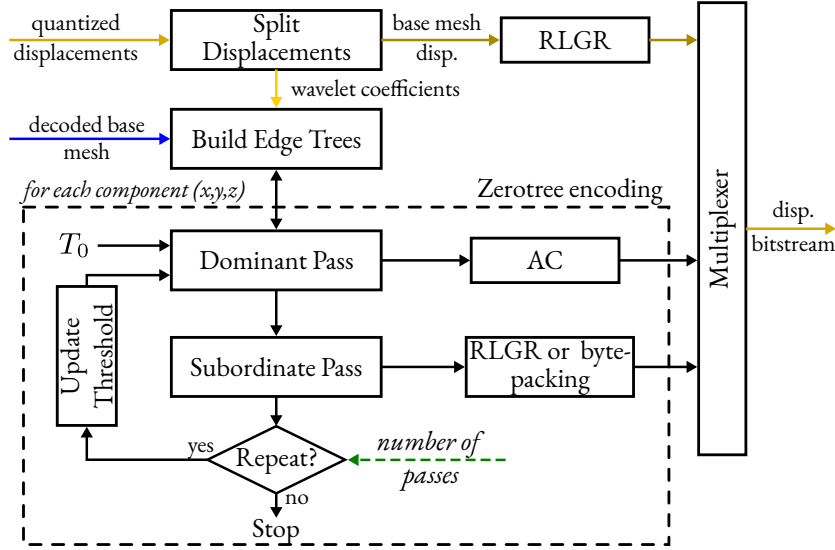 quantized
displacements
Split
Displacements
base mesh
disp.
RLGR
wavelet coefficients
decoded base
mesh
Build Edge Trees
for each component (x,y,z)
Zerotree encoding
T0
Dominant Pass
AC
Multiplexer
disp.
bitstream
Update
Threshold
Subordinate Pass
RLGR or byte-
packing
yes
Repeat?
number of
passes
no
Stop